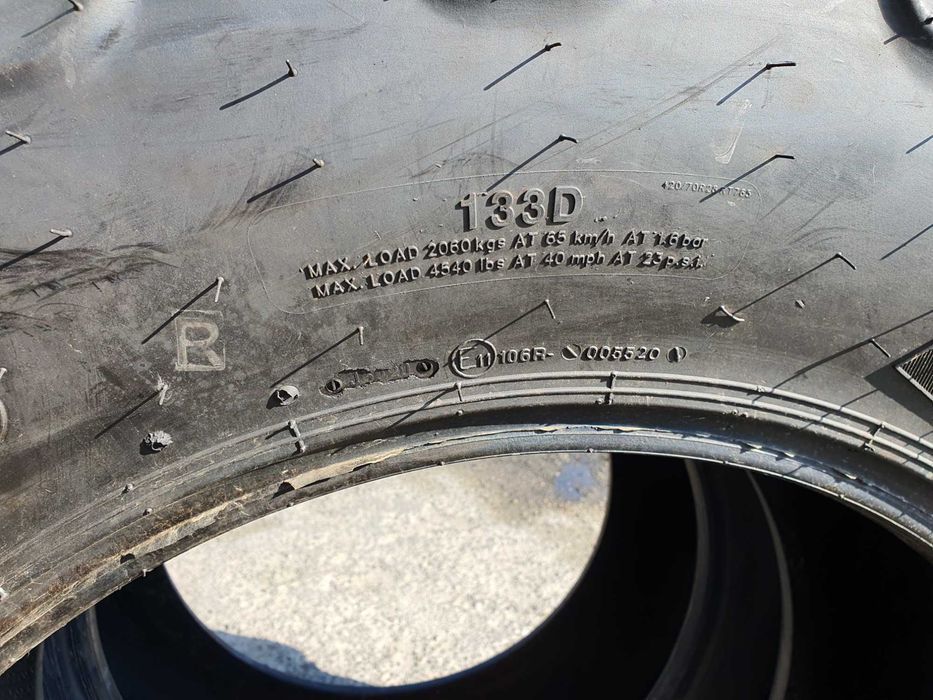 420/70R28 RT765
133D
MAX. LOAD 2060 kgs AT 65 km/h AT 1.6 bar
MAX. LOAD 4540 lbs AT 40 mph AT 23 p.s.i.
R
E11 106R- 005520